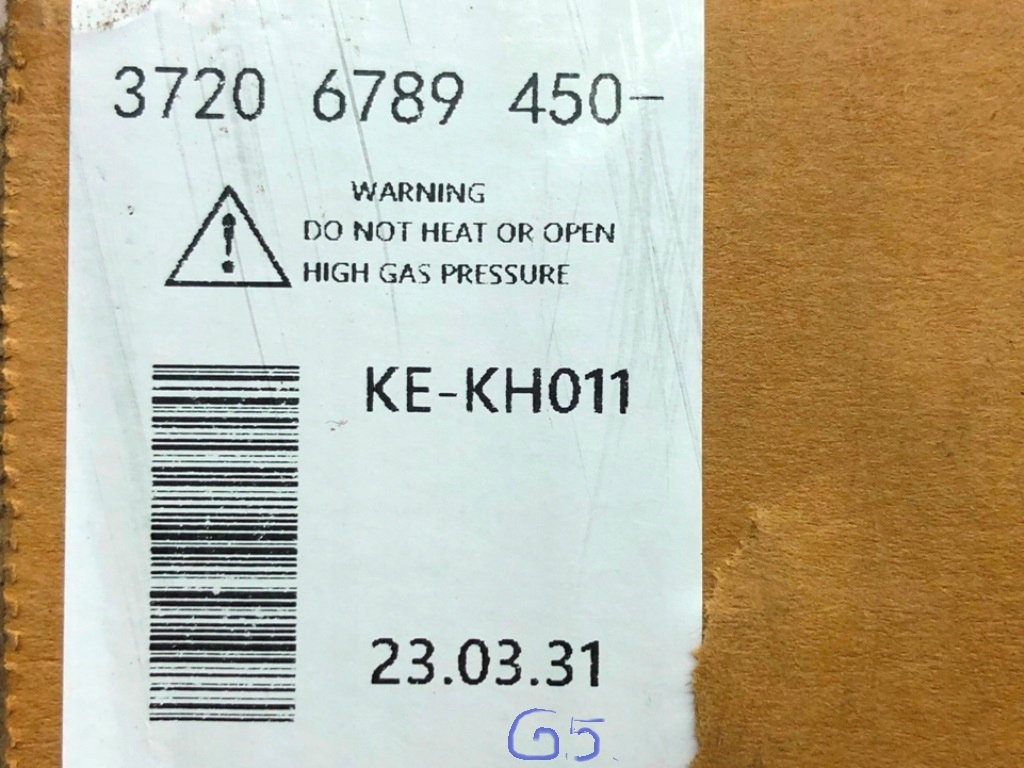 3720 6789 450-
WARNING
DO NOT HEAT OR OPEN
HIGH GAS PRESSURE
KE-KH011
23.03.31
G5.